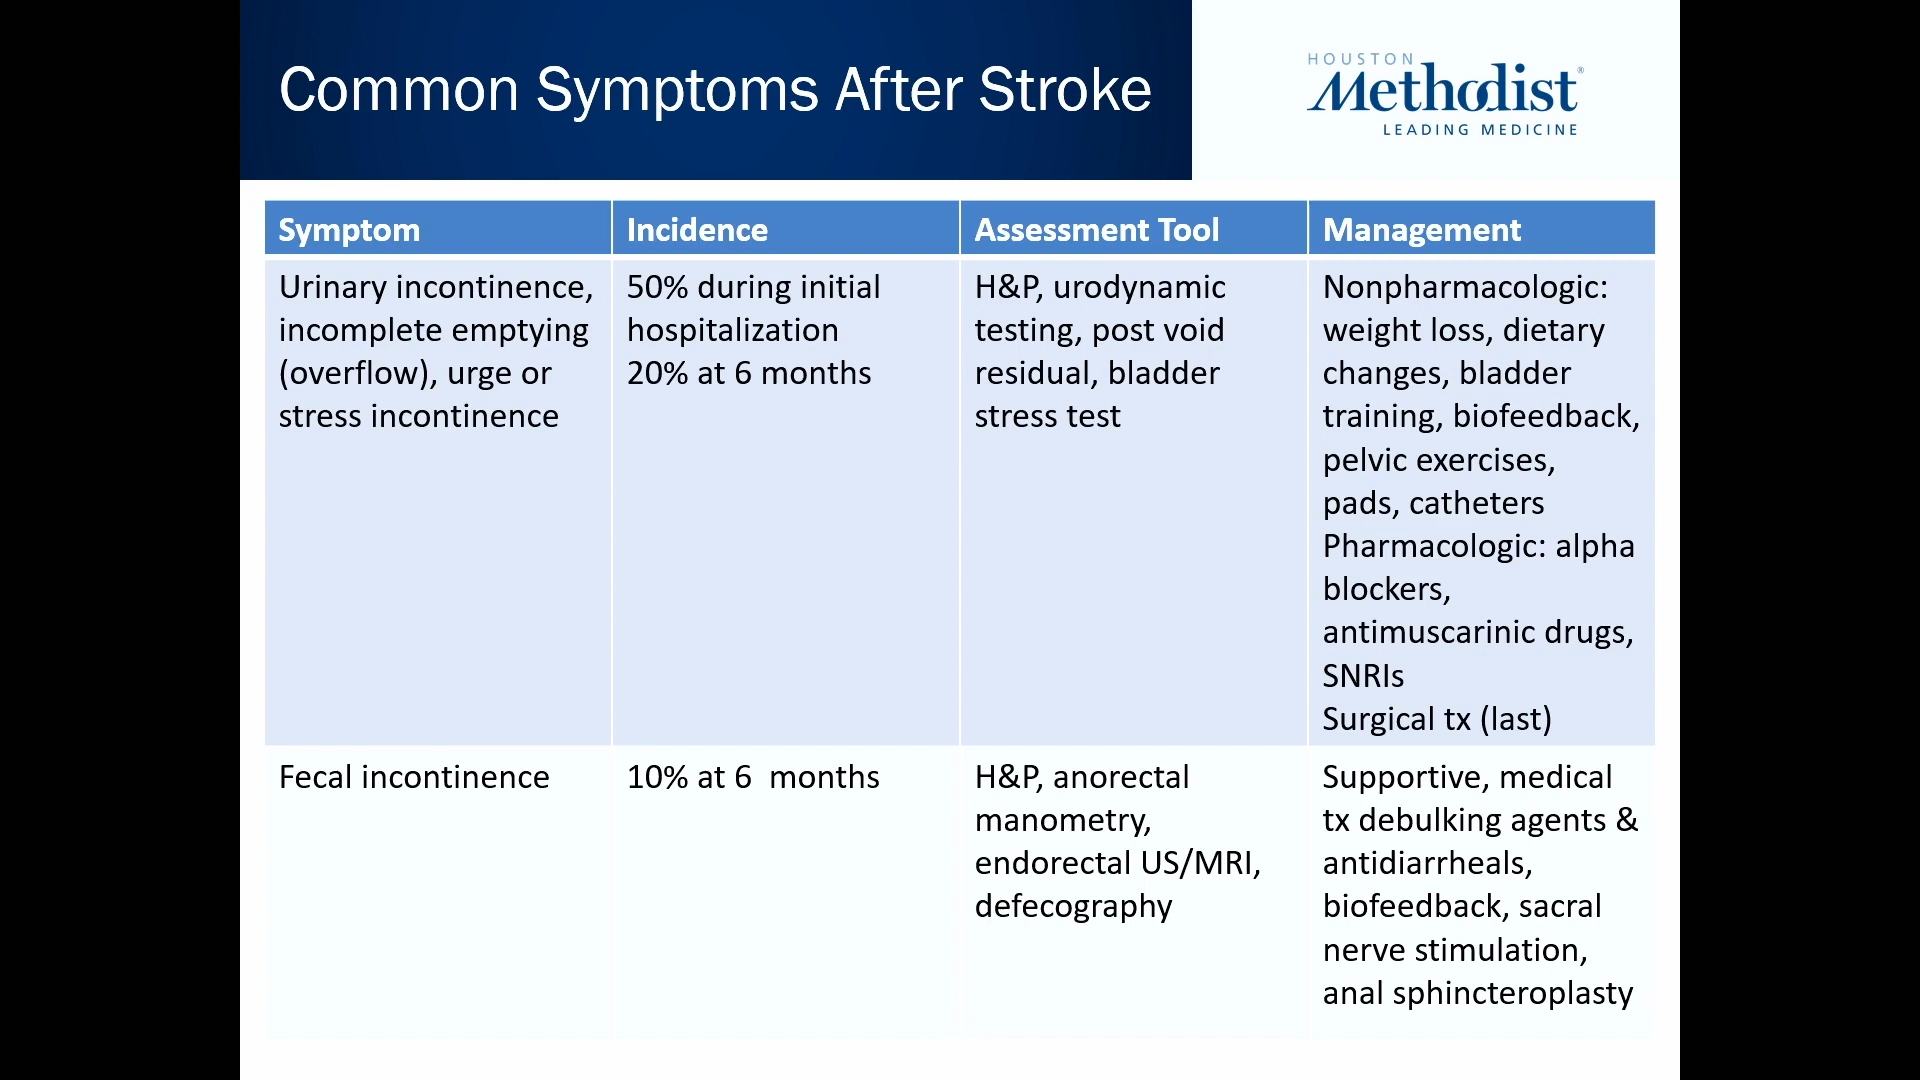 Common Symptoms After Stroke
HOUSTON
Methodist®
LEADING MEDICINE
Symptom
Incidence
Assessment Tool
Management
Urinary incontinence,
incomplete emptying
(overflow), urge or
stress incontinence
50% during initial
hospitalization
20% at 6 months
H&P, urodynamic
testing, post void
residual, bladder
stress test
Nonpharmacologic:
weight loss, dietary
changes, bladder
training, biofeedback,
pelvic exercises,
pads, catheters
Pharmacologic: alpha
blockers,
antimuscarinic drugs,
SNRIs
Surgical tx (last)
Fecal incontinence
10% at 6 months
H&P, anorectal
manometry,
endorectal US/MRI,
defecography
Supportive, medical
tx debulking agents &
antidiarrheals,
biofeedback, sacral
nerve stimulation,
anal sphincteroplasty